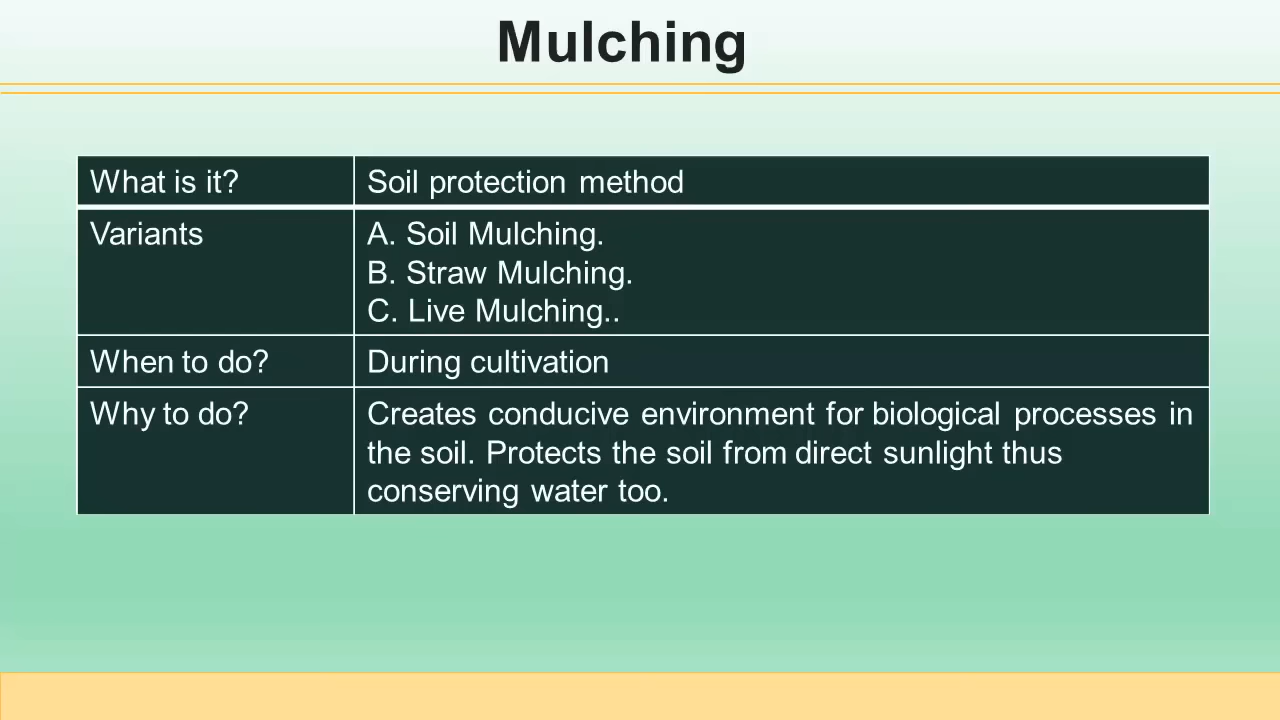 Mulching
What is it?
Soil protection method
Variants
A. Soil Mulching.
B. Straw Mulching.
C. Live Mulching..
When to do?
During cultivation
Why to do?
Creates conducive environment for biological processes in
the soil. Protects the soil from direct sunlight thus
conserving water too.